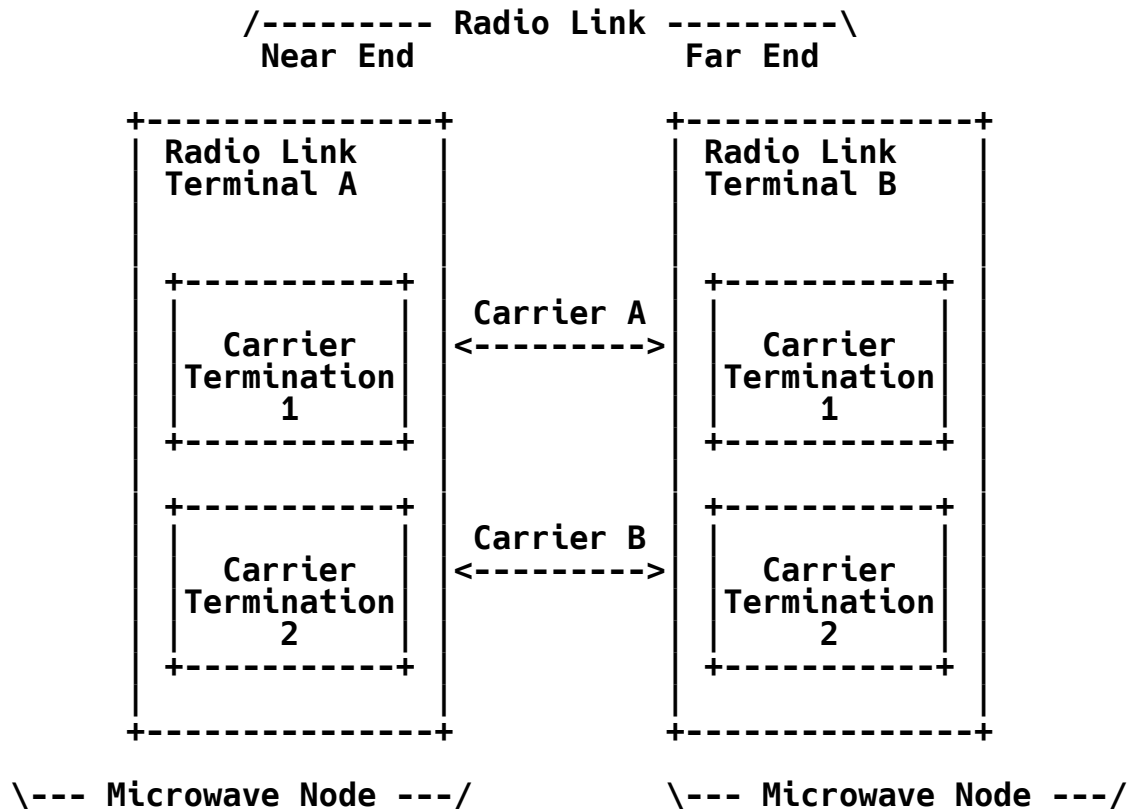 /--------- Radio Link ---------\
Near End Far End
Radio Link Radio Link
Terminal A Terminal B
Carrier A
Carrier <---------> Carrier
Termination Termination
1 1
Carrier B
Carrier <---------> Carrier
Termination Termination
2 2
\--- Microwave Node ---/ \--- Microwave Node ---/